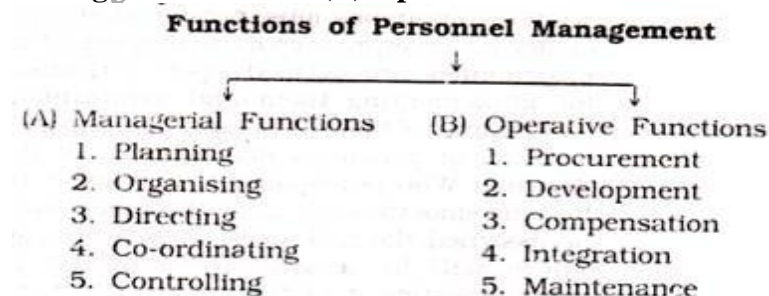 Functions of Personnel Management
(A) Managerial Functions (B) Operative Functions
1. Planning 1. Procurement
2. Organising 2. Development
3. Directing 3. Compensation
4. Co-ordinating 4. Integration
5. Controlling 5. Maintenance